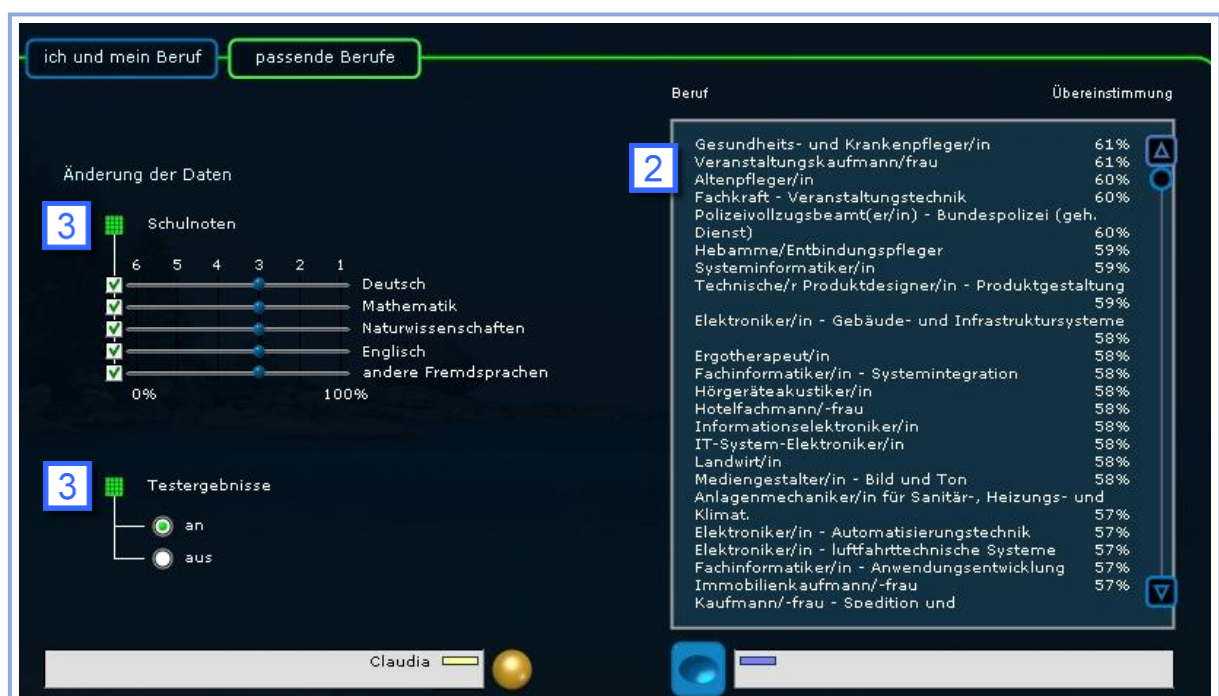 ich und mein Beruf
passende Berufe
Beruf
Übereinstimmung
Änderung der Daten
3
Schulnoten
6 5 4 3 2 1
Deutsch
Mathematik
Naturwissenschaften
Englisch
andere Fremdsprachen
0% 100%
3
Testergebnisse
an
aus
2
Gesundheits- und Krankenpfleger/in 61%
Veranstaltungskaufmann/frau 61%
Altenpfleger/in 60%
Fachkraft - Veranstaltungstechnik 60%
Polizeivollzugsbeamt(er/in) - Bundespolizei (geh.
Dienst) 60%
Hebamme/Entbindungspfleger 59%
Systeminformatiker/in 59%
Technische/r Produktdesigner/in - Produktgestaltung
59%
Elektroniker/in - Gebäude- und Infrastruktursysteme
58%
Ergotherapeut/in 58%
Fachinformatiker/in - Systemintegration 58%
Hörgeräteakustiker/in 58%
Hotelfachmann/-frau 58%
Informationselektroniker/in 58%
IT-System-Elektroniker/in 58%
Landwirt/in 58%
Mediengestalter/in - Bild und Ton 58%
Anlagenmechaniker/in für Sanitär-, Heizungs- und
Klimat. 57%
Elektroniker/in - Automatisierungstechnik 57%
Elektroniker/in - luftfahrttechnische Systeme 57%
Fachinformatiker/in - Anwendungsentwicklung 57%
Immobilienkaufmann/-frau 57%
Kaufmann/-frau - Spedition und
Claudia